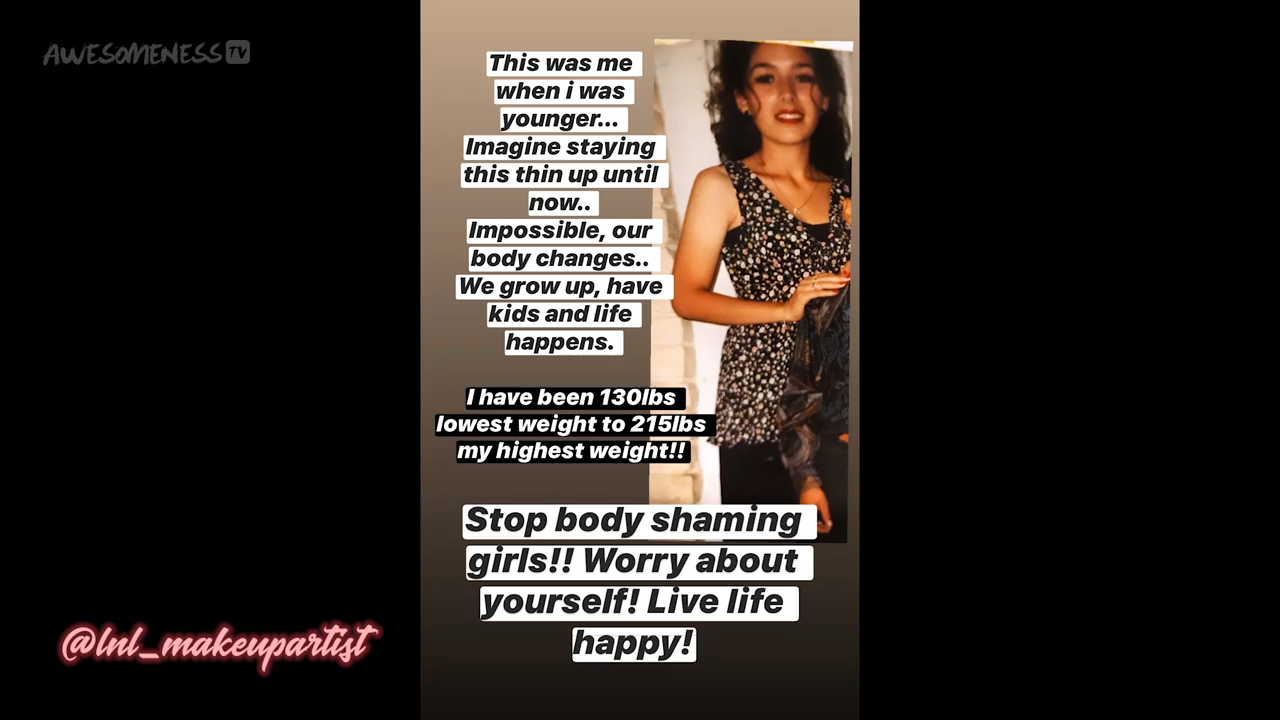 AWESOMENESS TV
This was me
when i was
younger...
Imagine staying
this thin up until
now..
Impossible, our
body changes..
We grow up, have
kids and life
happens.
I have been 130lbs
lowest weight to 215lbs
my highest weight!!
Stop body shaming
girls!! Worry about
yourself! Live life
happy!
@lnl_makeupartist